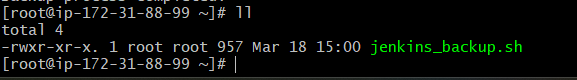 [root@ip-172-31-88-99 ~]# ll
total 4
-rwxr-xr-x. 1 root root 957 Mar 18 15:00 jenkins_backup.sh
[root@ip-172-31-88-99 ~]#